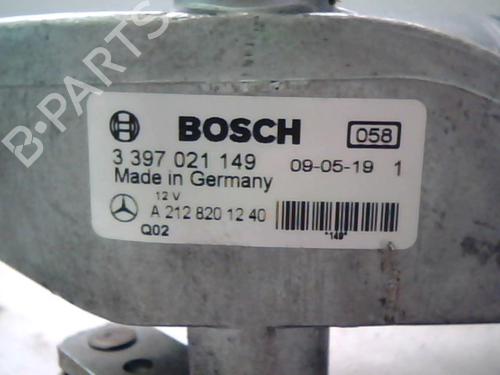 B-PARTS
BOSCH 058
3 397 021 149 09-05-19 1
Made in Germany
12 V
A 212 820 12 40
Q02 *149*